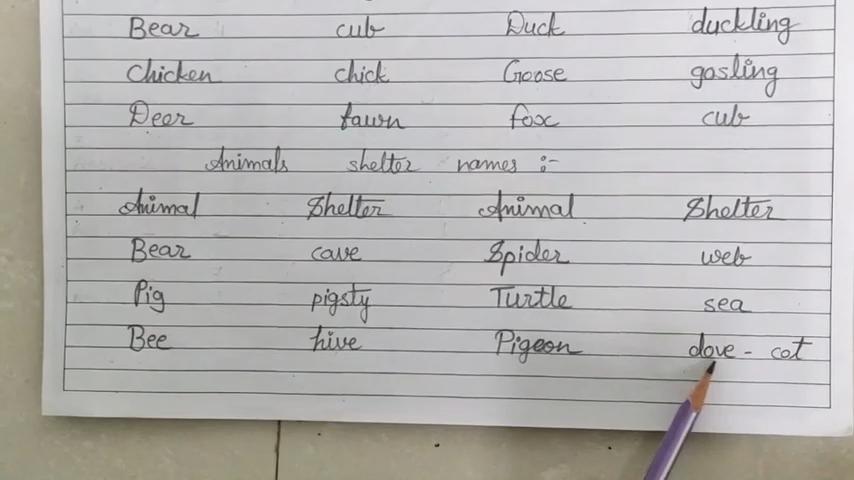 Bear cub Duck duckling
Chicken chick Goose gosling
Deer fawn fox cub
Animals shelter names :-
Animal Shelter Animal Shelter
Bear cave Spider web
Pig pigsty Turtle sea
Bee hive Pigeon dove - cot